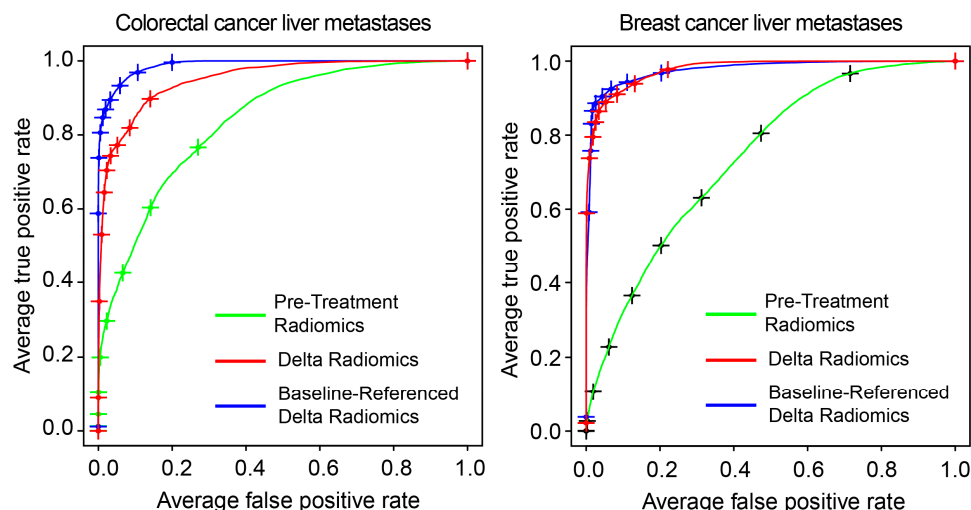 Colorectal cancer liver metastases
Average true positive rate
1.0
0.8
0.6
0.4
0.2
0.0
Pre-Treatment
Radiomics
Delta Radiomics
Baseline-Referenced
Delta Radiomics
0.0 0.2 0.4 0.6 0.8 1.0
Average false positive rate
Breast cancer liver metastases
Average true positive rate
1.0
0.8
0.6
0.4
0.2
0.0
Pre-Treatment
Radiomics
Delta Radiomics
Baseline-Referenced
Delta Radiomics
0.0 0.2 0.4 0.6 0.8 1.0
Average false positive rate